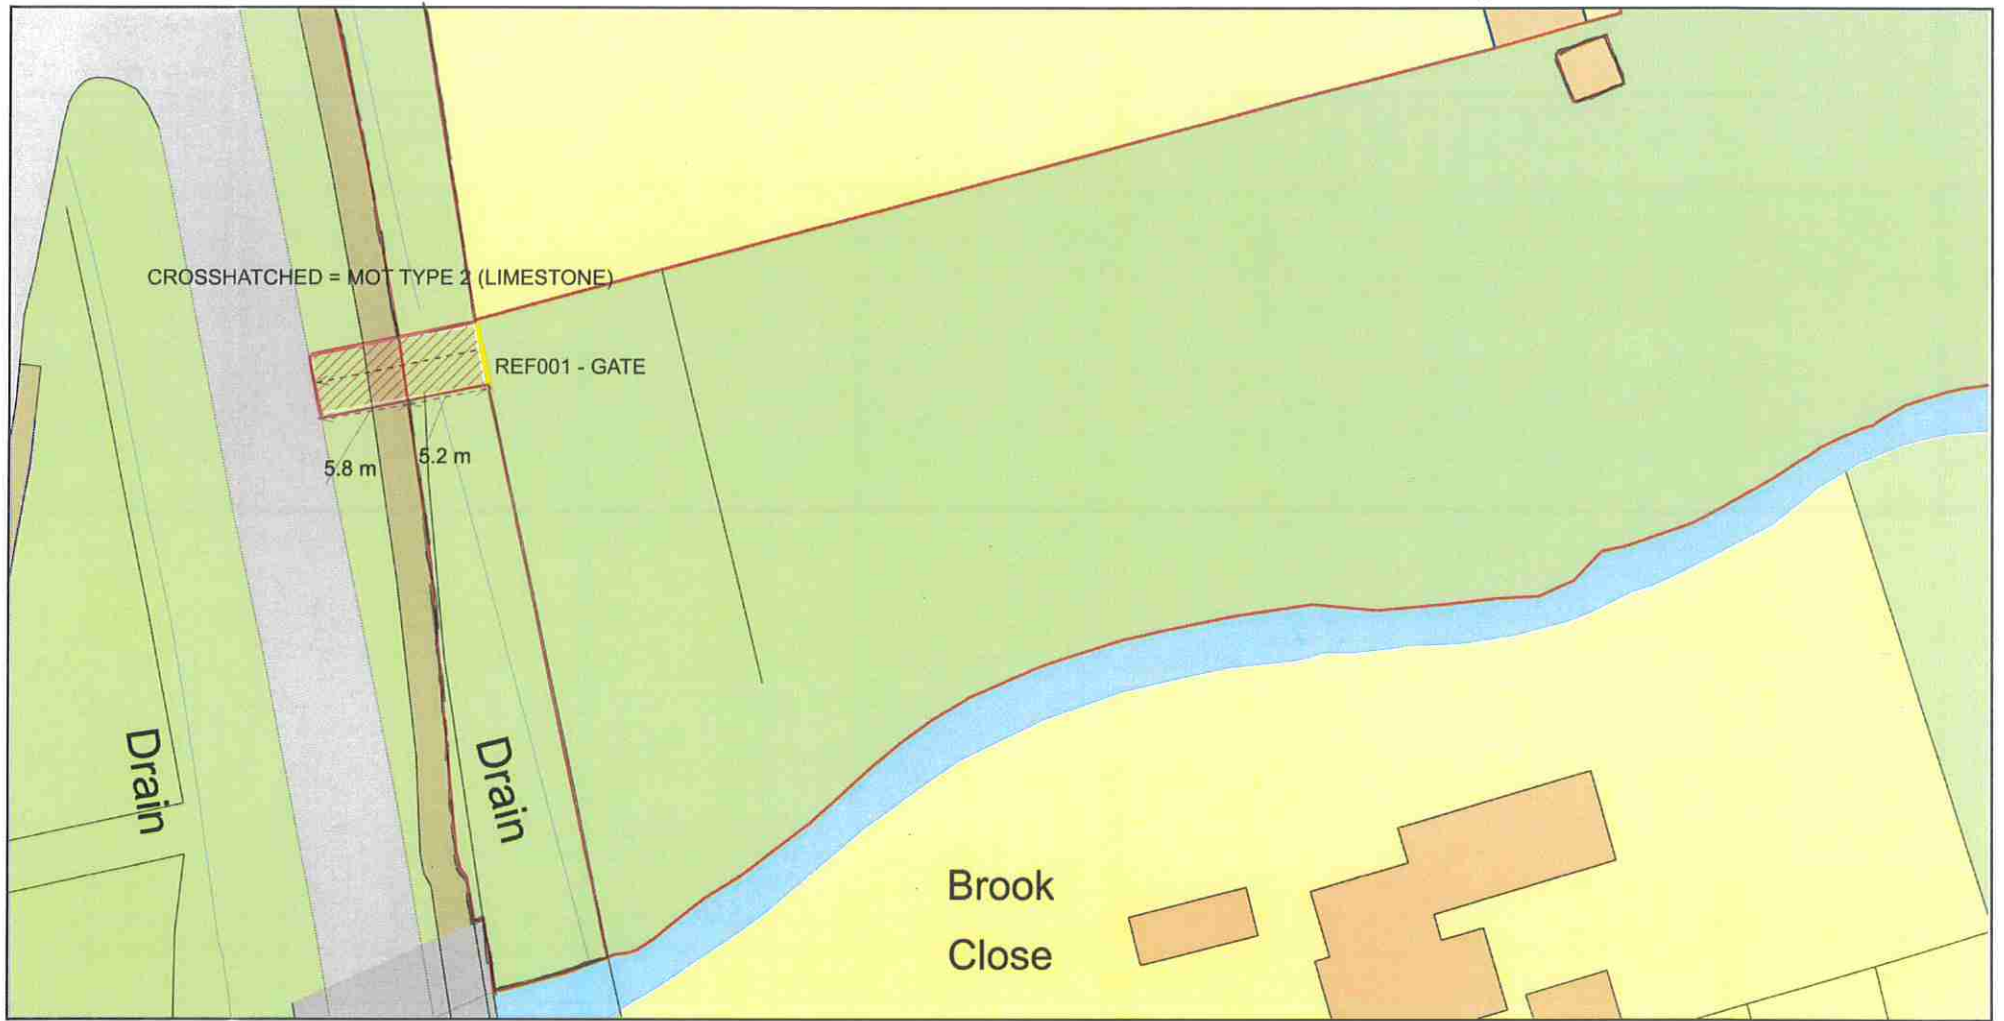 CROSSHATCHED = MOT TYPE 2 (LIMESTONE)
REF001 - GATE
5.8 m
5.2 m
Drain
Drain
Brook
Close